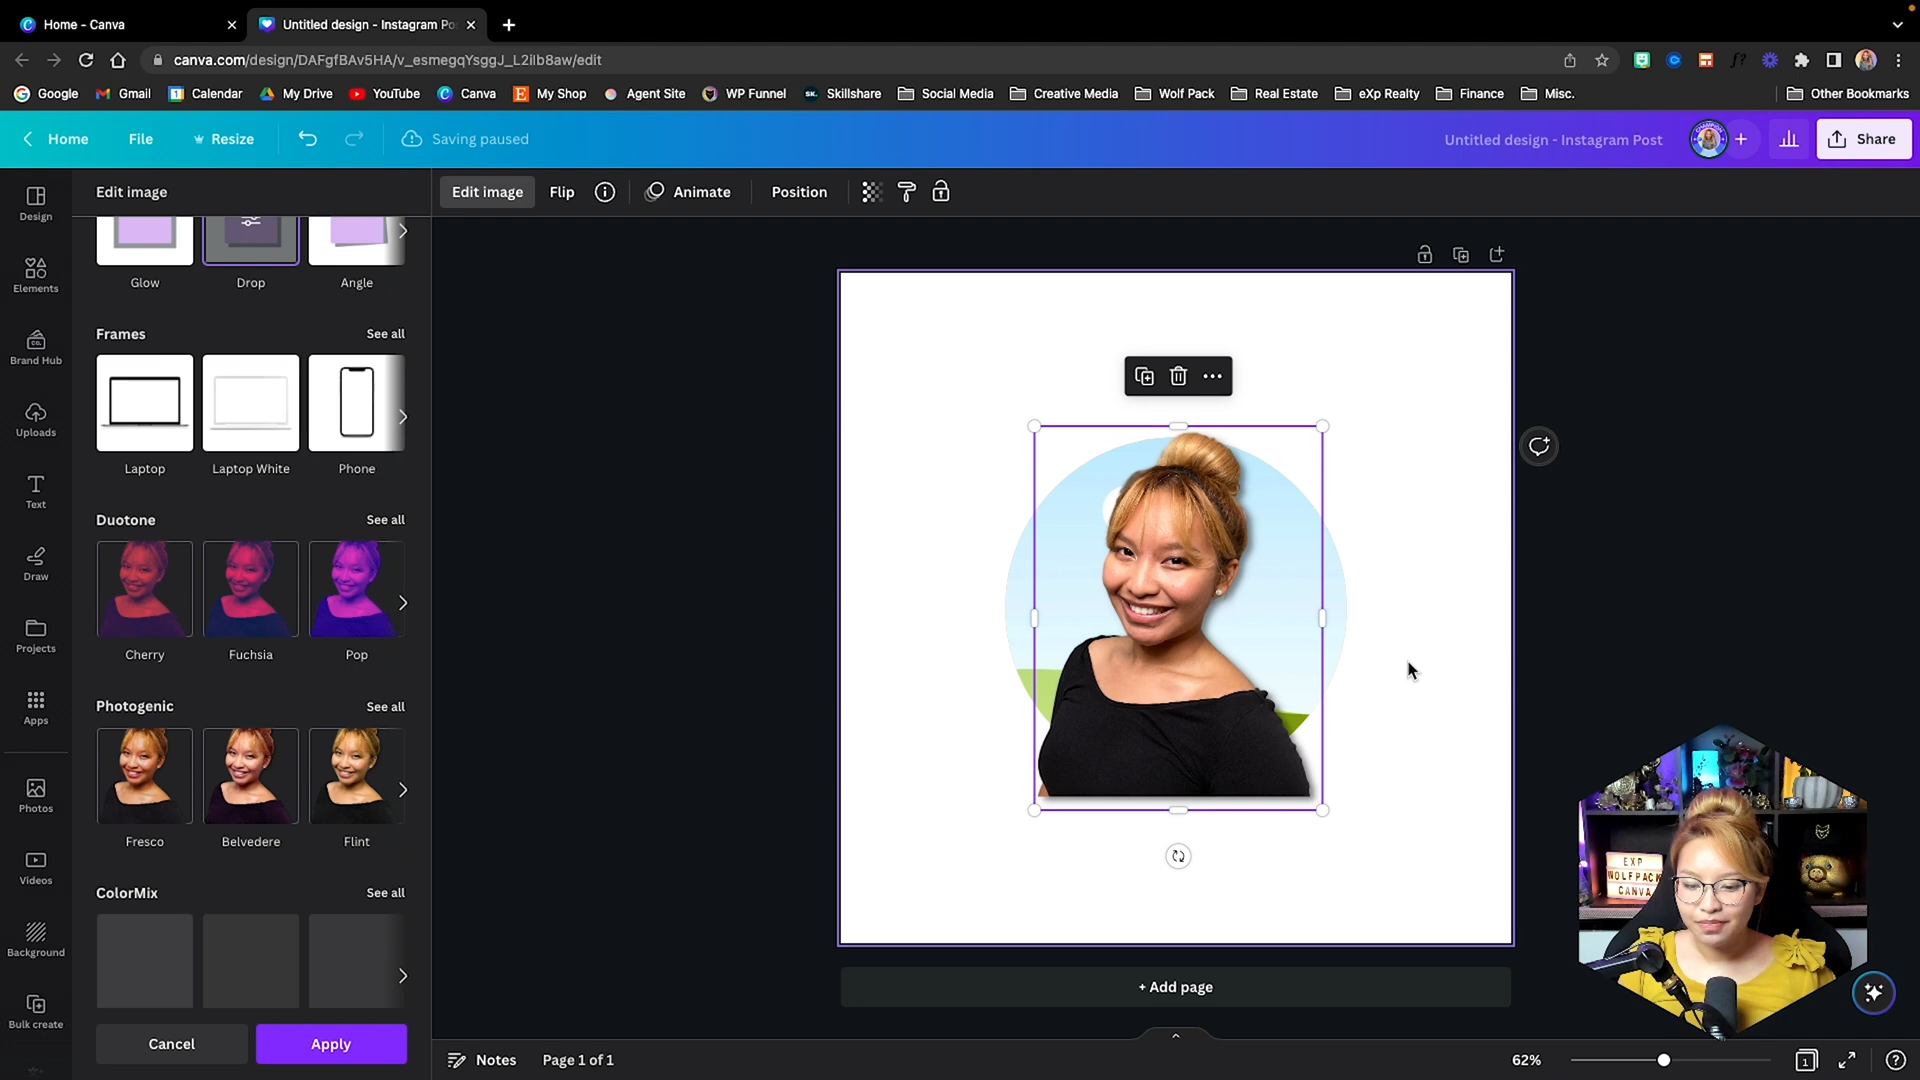 Home - Canva
Untitled design - Instagram Po
canva.com/design/DAFgfBAv5HA/v_esmegqYsggJ_L2iIb8aw/edit
Google
Gmail
Calendar
My Drive
YouTube
Canva
My Shop
Agent Site
WP Funnel
Skillshare
Social Media
Creative Media
Wolf Pack
Real Estate
eXp Realty
Finance
Misc.
Other Bookmarks
Home
File
Resize
Saving paused
Untitled design - Instagram Post
Share
Edit image
Edit image
Flip
Animate
Position
Design
Elements
Brand Hub
Uploads
Text
Draw
Projects
Apps
Photos
Videos
Background
Bulk create
Glow
Drop
Angle
Frames
See all
Laptop
Laptop White
Phone
Duotone
See all
Cherry
Fuchsia
Pop
Photogenic
See all
Fresco
Belvedere
Flint
ColorMix
See all
Cancel
Apply
+ Add page
EXP
WOLFPACK
CANVA
Notes
Page 1 of 1
62%
1